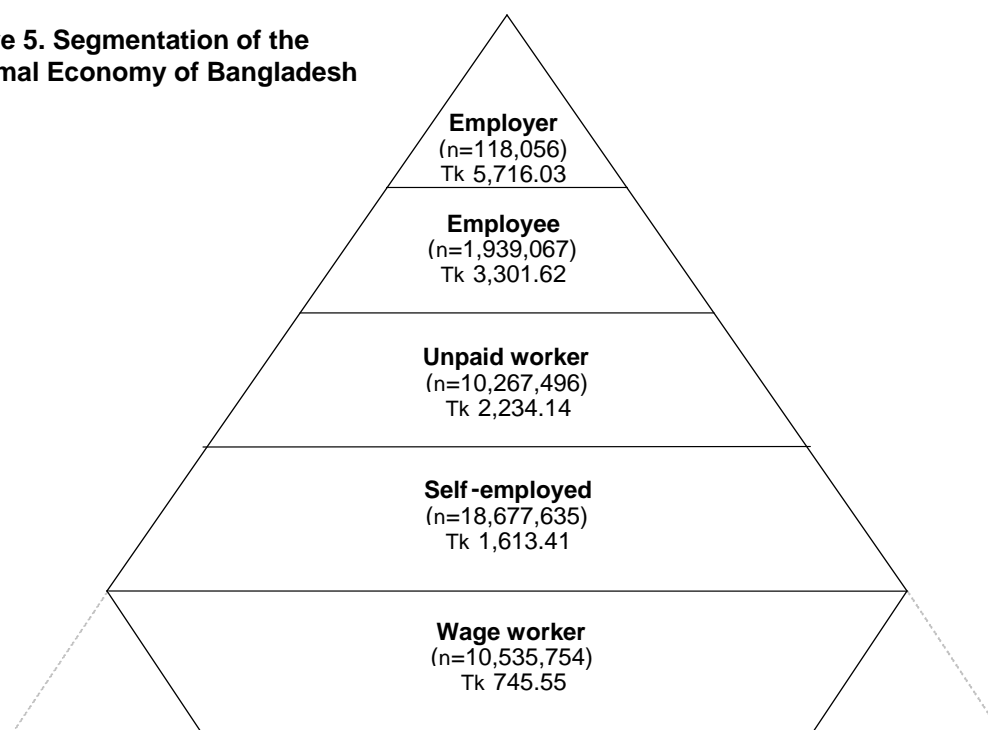 e 5. Segmentation of the
mal Economy of Bangladesh
Employer
(n=118,056)
Tk 5,716.03
Employee
(n=1,939,067)
Tk 3,301.62
Unpaid worker
(n=10,267,496)
Tk 2,234.14
Self-employed
(n=18,677,635)
Tk 1,613.41
Wage worker
(n=10,535,754)
Tk 745.55